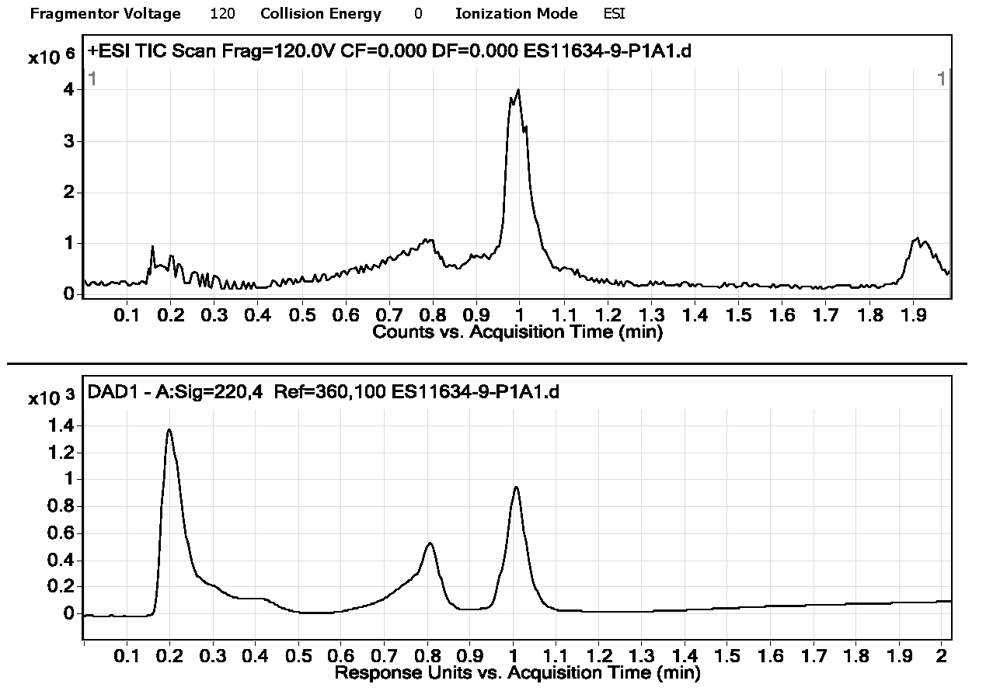 Fragmentor Voltage 120 Collision Energy 0 Ionization Mode ESI
x10 6 +ESI TIC Scan Frag=120.0V CF=0.000 DF=0.000 ES11634-9-P1A1.d
1 1
4
3
2
1
0
0.1 0.2 0.3 0.4 0.5 0.6 0.7 0.8 0.9 1 1.1 1.2 1.3 1.4 1.5 1.6 1.7 1.8 1.9
Counts vs. Acquisition Time (min)
x10 3 DAD1 - A:Sig=220,4 Ref=360,100 ES11634-9-P1A1.d
1.4
1.2
1
0.8
0.6
0.4
0.2
0
0.1 0.2 0.3 0.4 0.5 0.6 0.7 0.8 0.9 1 1.1 1.2 1.3 1.4 1.5 1.6 1.7 1.8 1.9 2
Response Units vs. Acquisition Time (min)